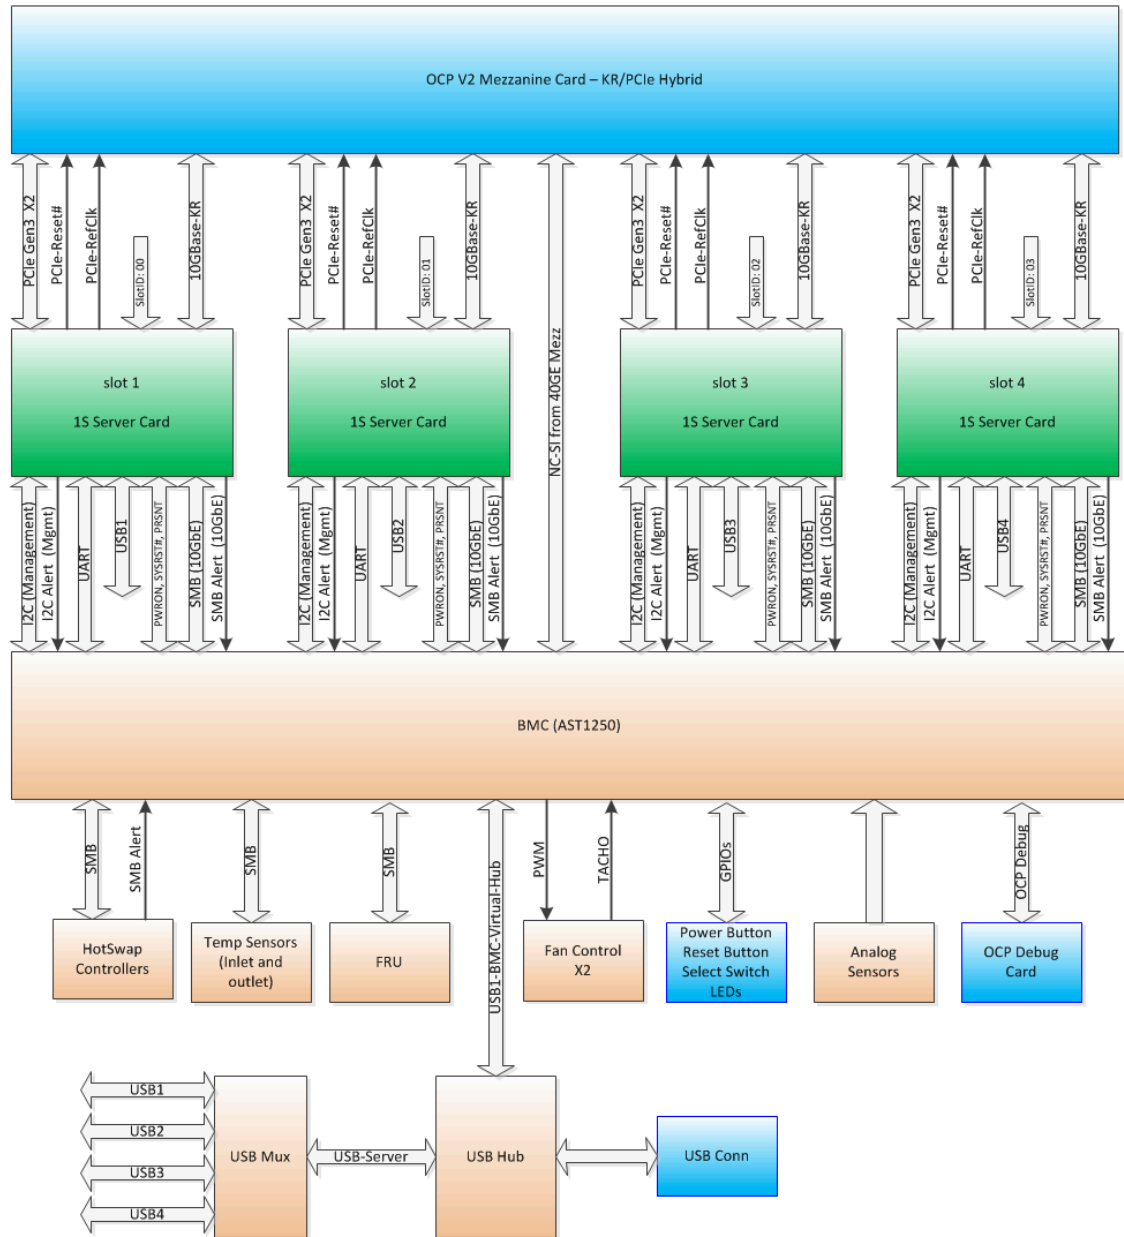 OCP V2 Mezzanine Card – KR/PCIe Hybrid
PCIe Gen3 X2
PCIe-Reset#
PCIe-RefClk
SlotID: 00
10GBase-KR
PCIe Gen3 X2
PCIe-Reset#
PCIe-RefClk
SlotID: 01
10GBase-KR
NC-SI from 40GE Mezz
PCIe Gen3 X2
PCIe-Reset#
PCIe-RefClk
SlotID: 02
10GBase-KR
PCIe Gen3 X2
PCIe-Reset#
PCIe-RefClk
SlotID: 03
10GBase-KR
slot 1
1S Server Card
slot 2
1S Server Card
slot 3
1S Server Card
slot 4
1S Server Card
I2C (Management)
I2C Alert (Mgmt)
UART
USB1
PWRON, SYSRST#, PRSNT
SMB (10GbE)
SMB Alert (10GbE)
I2C (Management)
I2C Alert (Mgmt)
UART
USB2
PWRON, SYSRST#, PRSNT
SMB (10GbE)
SMB Alert (10GbE)
I2C (Management)
I2C Alert (Mgmt)
UART
USB3
PWRON, SYSRST#, PRSNT
SMB (10GbE)
SMB Alert (10GbE)
I2C (Management)
I2C Alert (Mgmt)
UART
USB4
PWRON, SYSRST#, PRSNT
SMB (10GbE)
SMB Alert (10GbE)
BMC (AST1250)
SMB
SMB Alert
SMB
SMB
USB1-BMC-Virtual-Hub
PWM
TACHO
GPIOs
OCP Debug
HotSwap
Controllers
Temp Sensors
(Inlet and
outlet)
FRU
Fan Control
X2
Power Button
Reset Button
Select Switch
LEDs
Analog
Sensors
OCP Debug
Card
USB1
USB2
USB3
USB4
USB Mux
USB-Server
USB Hub
USB Conn